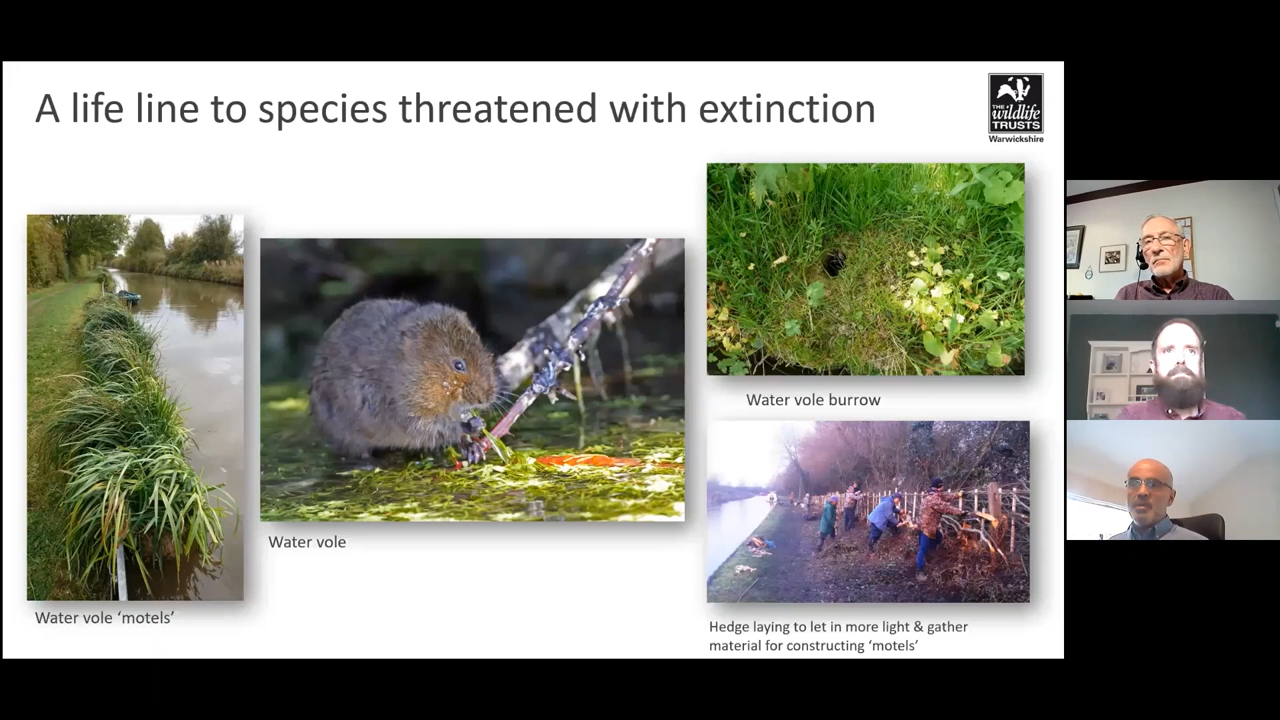 A life line to species threatened with extinction
THE
wildlife
TRUSTS
Warwickshire
Water vole burrow
Water vole
Water vole ‘motels’
Hedge laying to let in more light & gather
material for constructing ‘motels’